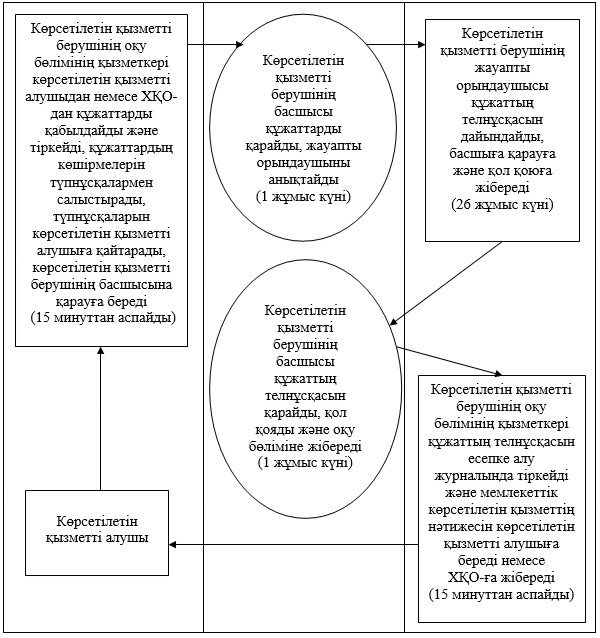 Көрсетілетін қызметті
берушінің оқу
бөлімінің қызметкері
көрсетілетін қызметті
алушыдан немесе ХҚО-
дан құжаттарды
қабылдайды және
тіркейді, құжаттардың
көшірмелерін
түпнұсқалармен
салыстырады,
түпнұсқаларын
көрсетілетін қызметті
алушыға қайтарады,
көрсетілетін қызметті
берушінің басшысына
қарауға береді
(15 минуттан аспайды)
Көрсетілетін
қызметті
берушінің
басшысы
құжаттарды
қарайды, жауапты
орындаушыны
анықтайды
(1 жұмыс күні)
Көрсетілетін
қызметті берушінің
жауапты
орындаушысы
құжаттың
телнұсқасын
дайындайды,
басшыға қарауға
және қол қоюға
жібереді
(26 жұмыс күні)
Көрсетілетін
қызметті
берушінің
басшысы
құжаттың
телнұсқасын
қарайды, қол
қояды және оқу
бөліміне жібереді
(1 жұмыс күні)
Көрсетілетін қызметті
берушінің оқу
бөлімінің қызметкері
құжаттың телнұсқасын
есепке алу
журналында тіркейді
және мемлекеттік
көрсетілетін қызметтің
нәтижесін көрсетілетін
қызметті алушыға
береді немесе
ХҚО-ға жібереді
(15 минуттан аспайды)
Көрсетілетін
қызметті алушы